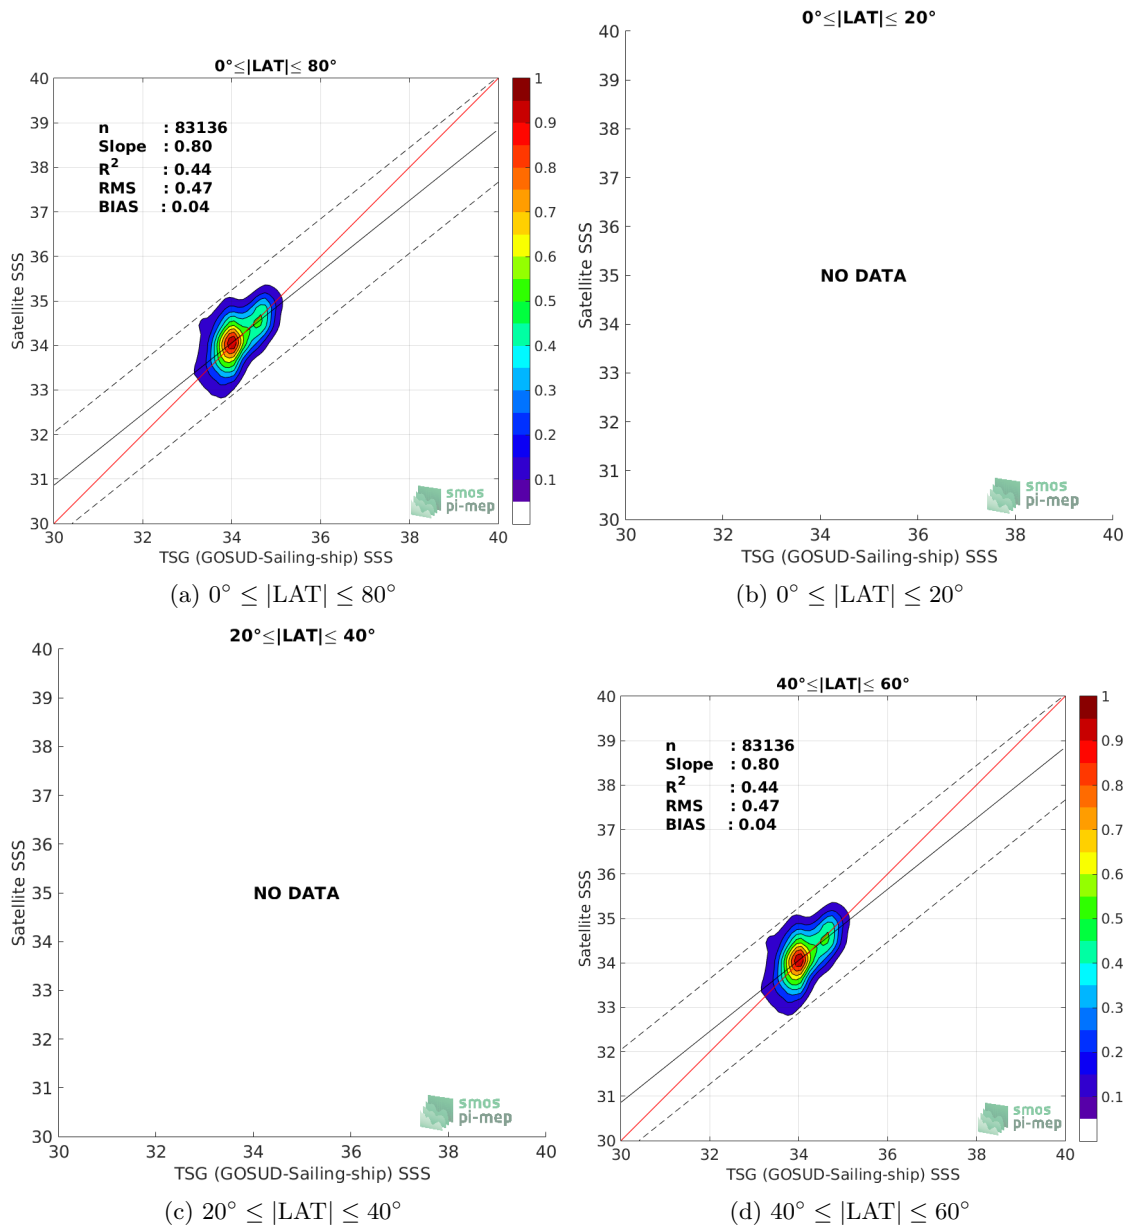 0°≤|LAT|≤ 80°
40
39
38
37
36
35
34
33
32
31
30
n : 83136
Slope : 0.80
R2 : 0.44
RMS : 0.47
BIAS : 0.04
Satellite SSS
30 32 34 36 38 40
TSG (GOSUD-Sailing-ship) SSS
1
0.9
0.8
0.7
0.6
0.5
0.4
0.3
0.2
0.1
smos
pi-mep
(a) 0° ≤ |LAT| ≤ 80°
0°≤|LAT|≤ 20°
40
39
38
37
36
35
34
33
32
31
30
Satellite SSS
NO DATA
smos
pi-mep
30 32 34 36 38 40
TSG (GOSUD-Sailing-ship) SSS
(b) 0° ≤ |LAT| ≤ 20°
20°≤|LAT|≤ 40°
40
39
38
37
36
35
34
33
32
31
30
Satellite SSS
NO DATA
smos
pi-mep
30 32 34 36 38 40
TSG (GOSUD-Sailing-ship) SSS
(c) 20° ≤ |LAT| ≤ 40°
40°≤|LAT|≤ 60°
40
39
38
37
36
35
34
33
32
31
30
n : 83136
Slope : 0.80
R2 : 0.44
RMS : 0.47
BIAS : 0.04
Satellite SSS
30 32 34 36 38 40
TSG (GOSUD-Sailing-ship) SSS
1
0.9
0.8
0.7
0.6
0.5
0.4
0.3
0.2
0.1
smos
pi-mep
(d) 40° ≤ |LAT| ≤ 60°